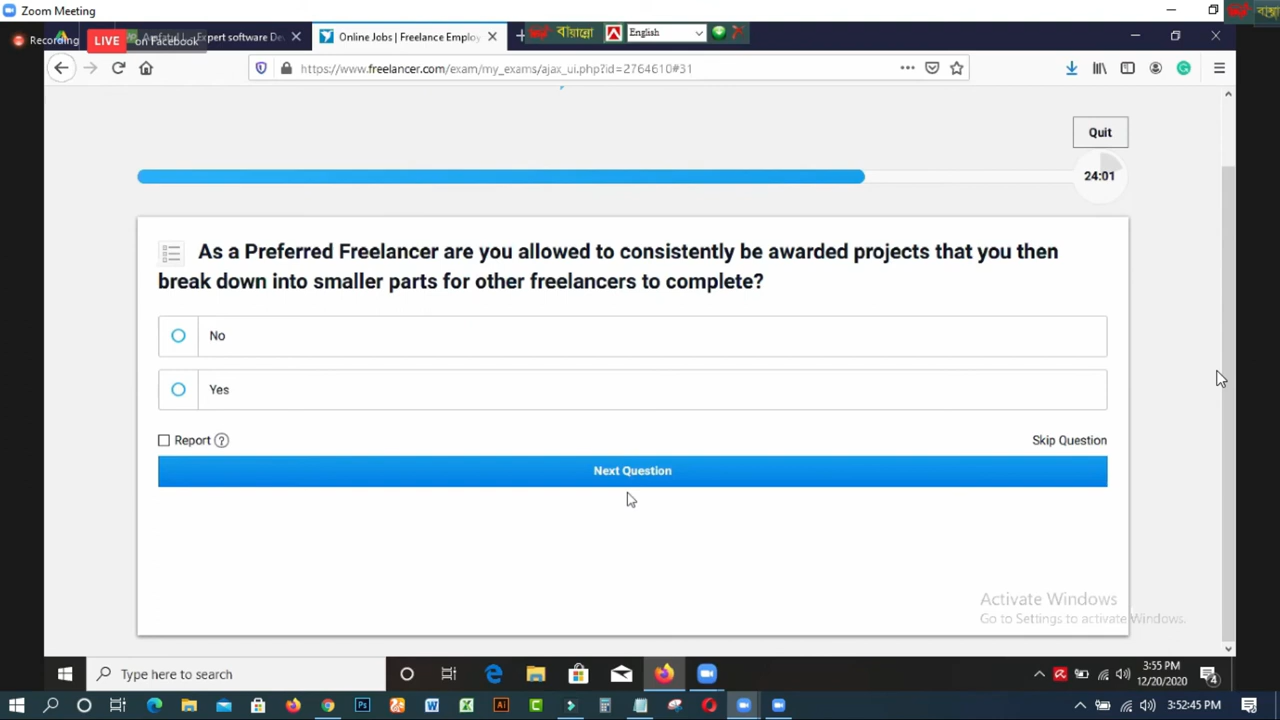 Zoom Meeting
Recording
LIVE
on Facebook
Expert software De
Online Jobs | Freelance Employ
বায়ান্নো
English
https://www.freelancer.com/exam/my_exams/ajax_ui.php?id=2764610#31
Quit
24:01
As a Preferred Freelancer are you allowed to consistently be awarded projects that you then
break down into smaller parts for other freelancers to complete?
No
Yes
Report ?
Skip Question
Next Question
Activate Windows
Go to Settings to activate Windows.
Type here to search
3:55 PM
12/20/2020
4
3:52:45 PM